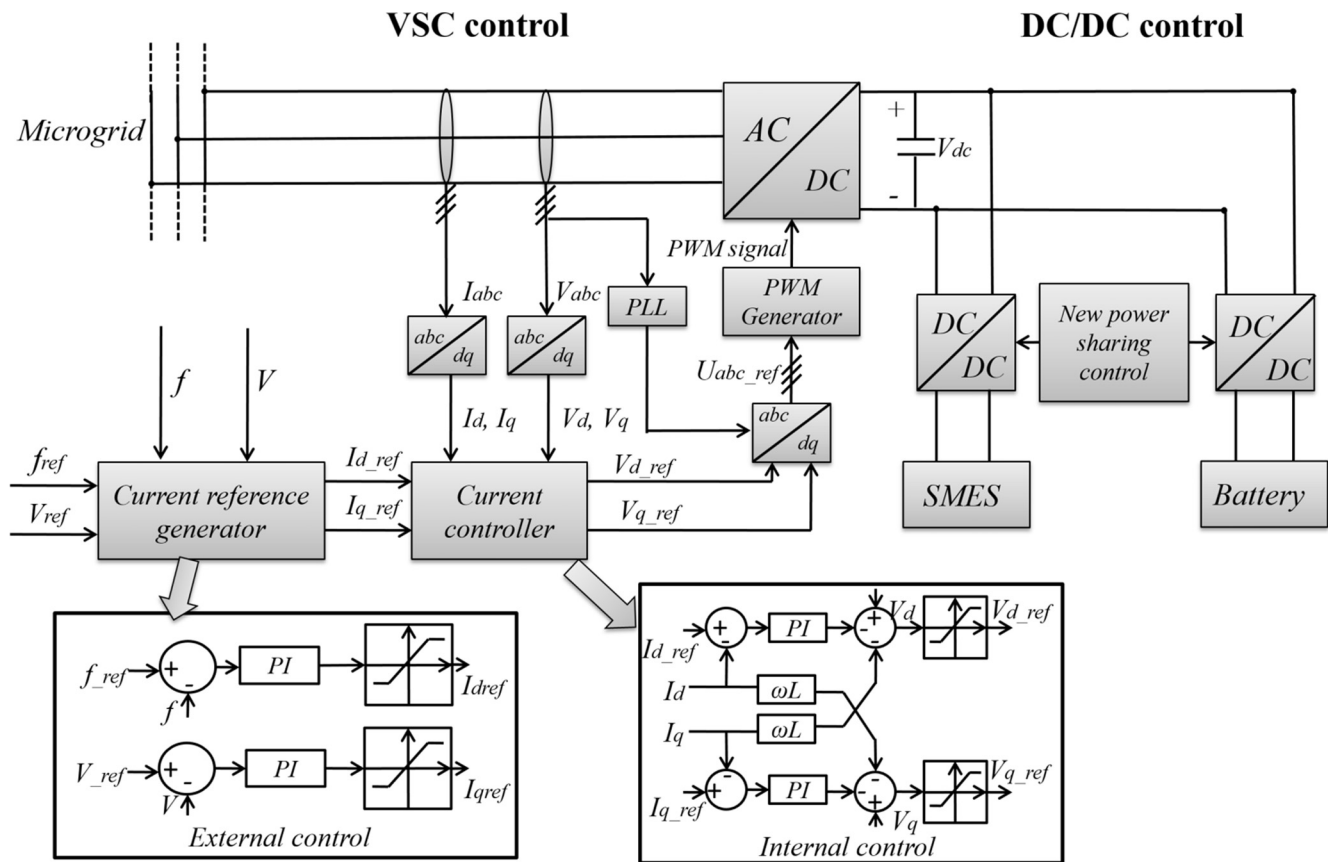 VSC control
DC/DC control
Microgrid
AC
DC
+
Vdc
-
PWM signal
Iabc
Vabc
PLL
PWM
Generator
abc
dq
abc
dq
Uabc_ref
DC
DC
New power
sharing
control
DC
DC
f
V
Id, Iq
Vd, Vq
abc
dq
fref
Vref
Current reference
generator
Id_ref
Iq_ref
Current
controller
Vd_ref
Vq_ref
SMES
Battery
f_ref
+
-
f
PI
Idref
V_ref
+
-
V
PI
Iqref
External control
Id_ref
+
-
PI
-
+
-
Vd
Vd_ref
Id
ωL
Iq
ωL
Iq_ref
+
-
PI
-
-
+
Vq
Vq_ref
Internal control